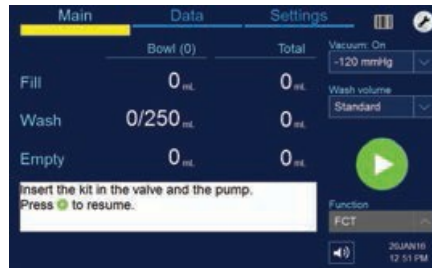 Main Data Settings
Bowl (0) Total
Vacuum: On
-120 mmHg
Fill 0 mL 0 mL
Wash volume
Standard
Wash 0/250 mL 0 mL
Empty 0 mL 0 mL
Insert the kit in the valve and the pump.
Press to resume.
Function
FCT
20JAN16
12:51 PM